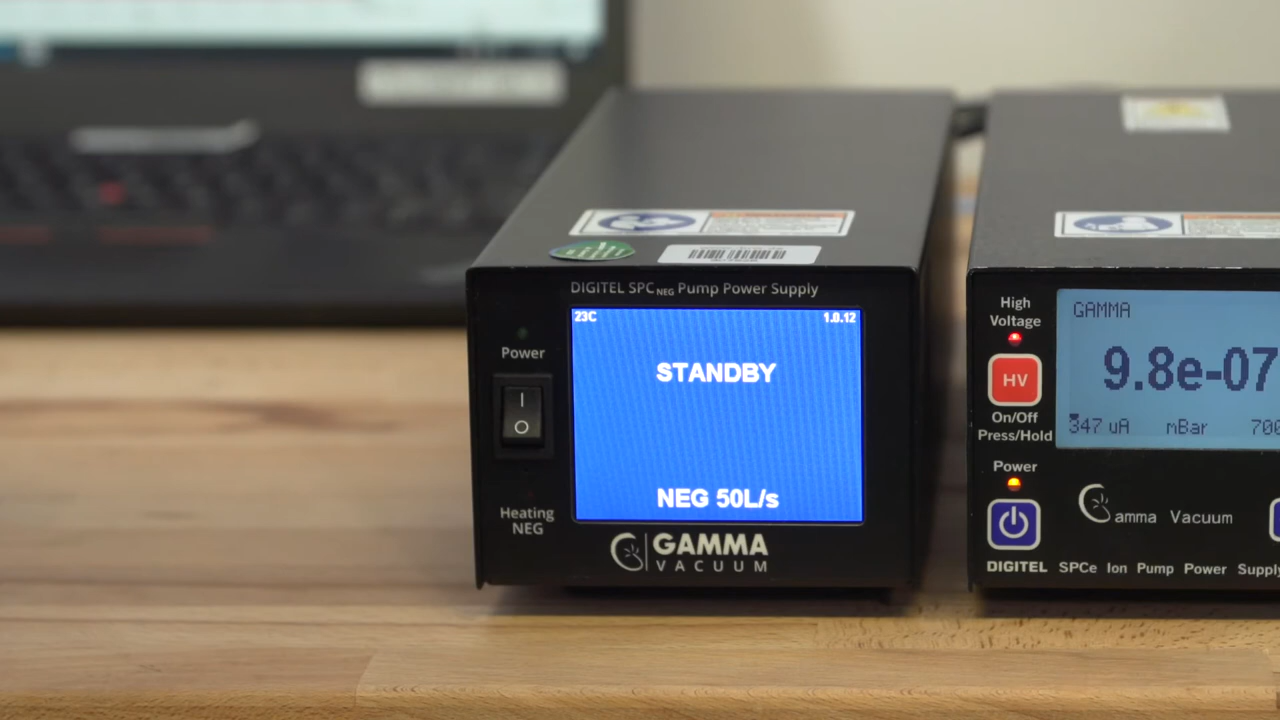 DIGITEL SPC NEG Pump Power Supply
23C
1.0.12
STANDBY
NEG 50L/s
Power
I
O
Heating
NEG
GAMMA
VACUUM
High
Voltage
HV
On/Off
Press/Hold
Power
GAMMA
9.8e-07
347 uA
mBar
700
Gamma Vacuum
DIGITEL SPCe Ion Pump Power Supply